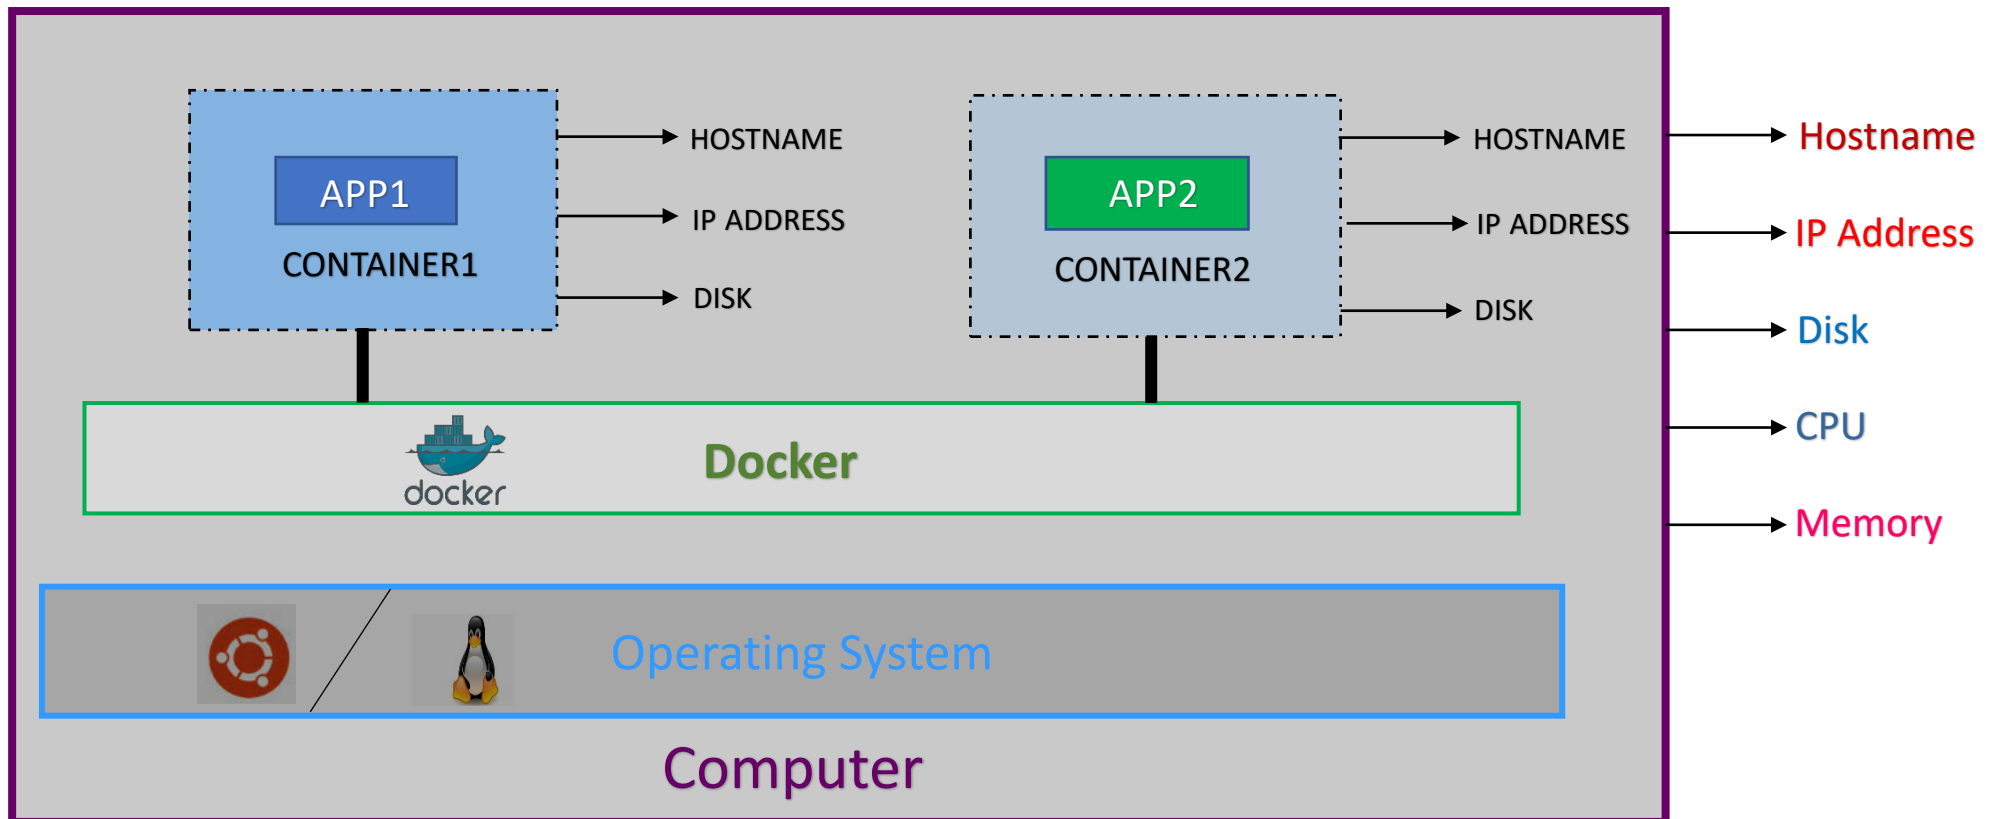 HOSTNAME
APP1
IP ADDRESS
CONTAINER1
DISK
HOSTNAME
APP2
IP ADDRESS
CONTAINER2
DISK
Hostname
IP Address
Disk
CPU
Memory
docker
Docker
Operating System
Computer